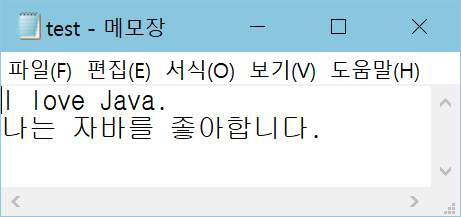 test - 메모장
파일(F) 편집(E) 서식(O) 보기(V) 도움말(H)
I love Java.
나는 자바를 좋아합니다.